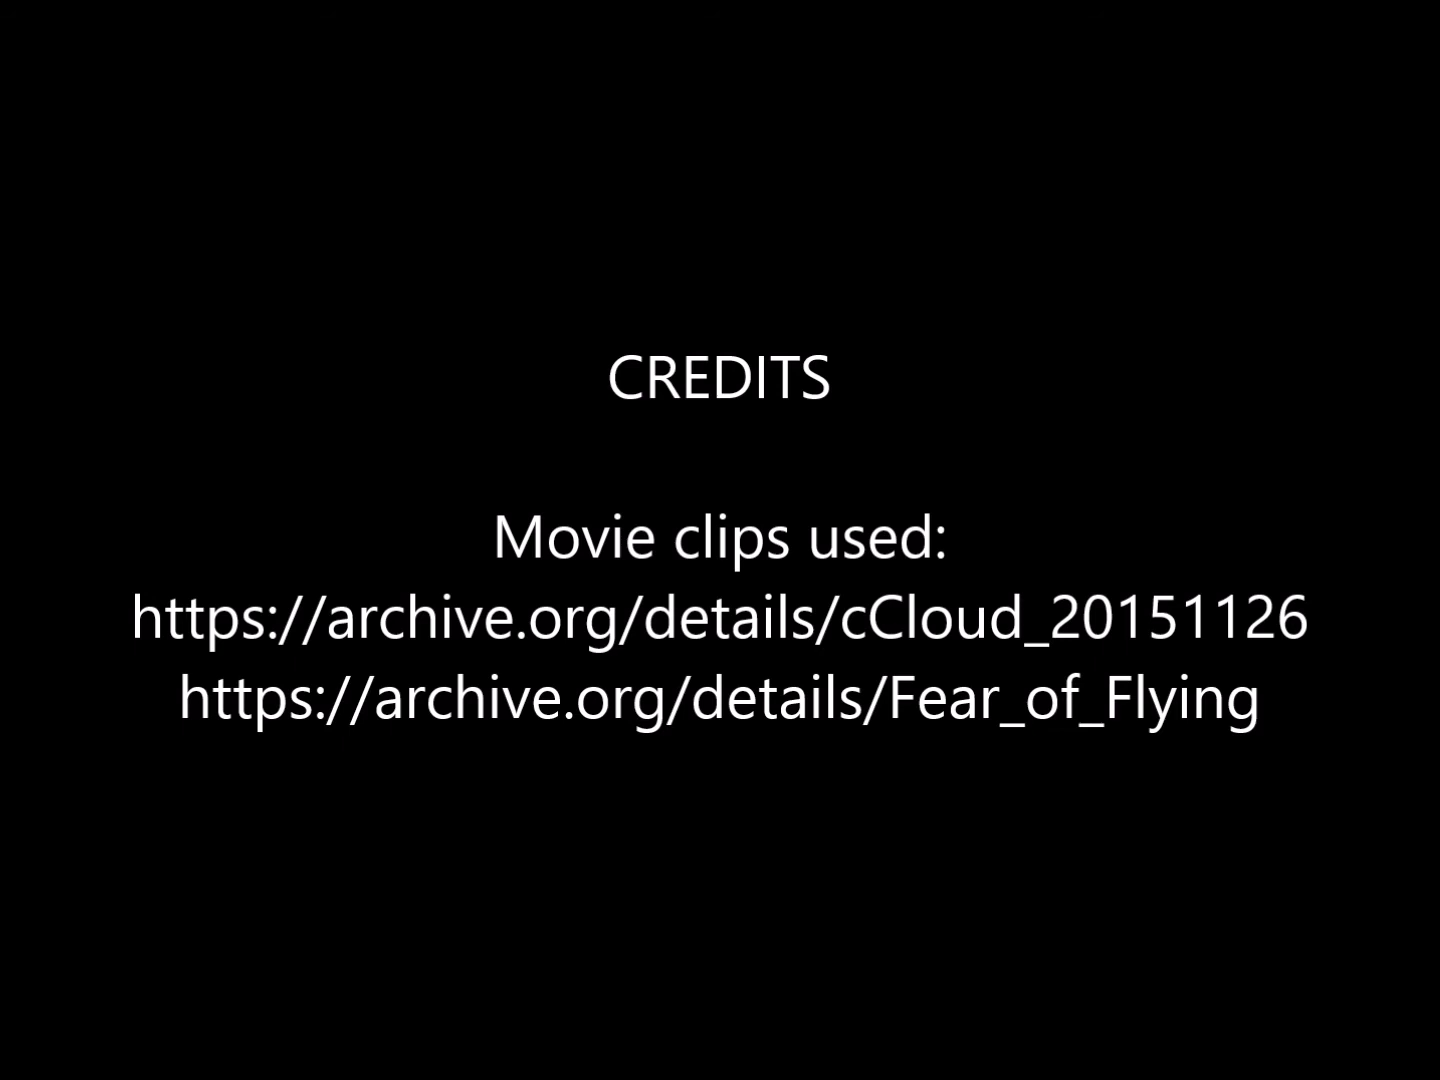 CREDITS
Movie clips used:
https://archive.org/details/cCloud_20151126
https://archive.org/details/Fear_of_Flying